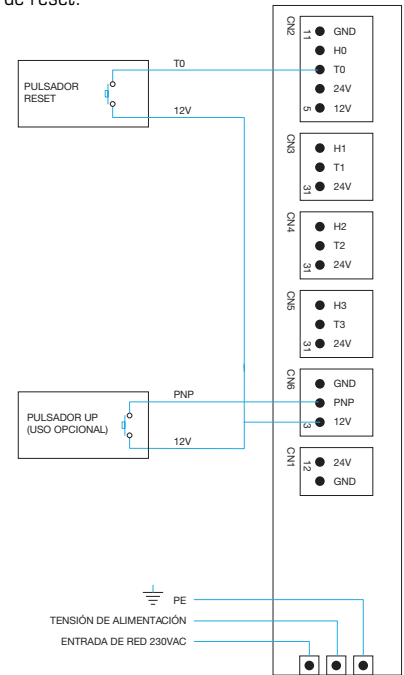 de reset.
CN2
11
GND
H0
T0
24V
5
12V
T0
PULSADOR
RESET
12V
CN3
H1
T1
31
24V
CN4
H2
T2
31
24V
CN5
H3
T3
31
24V
CN6
GND
PNP
3
12V
PNP
PULSADOR UP
(USO OPCIONAL)
12V
CN1
12
24V
GND
PE
TENSIÓN DE ALIMENTACIÓN
ENTRADA DE RED 230VAC